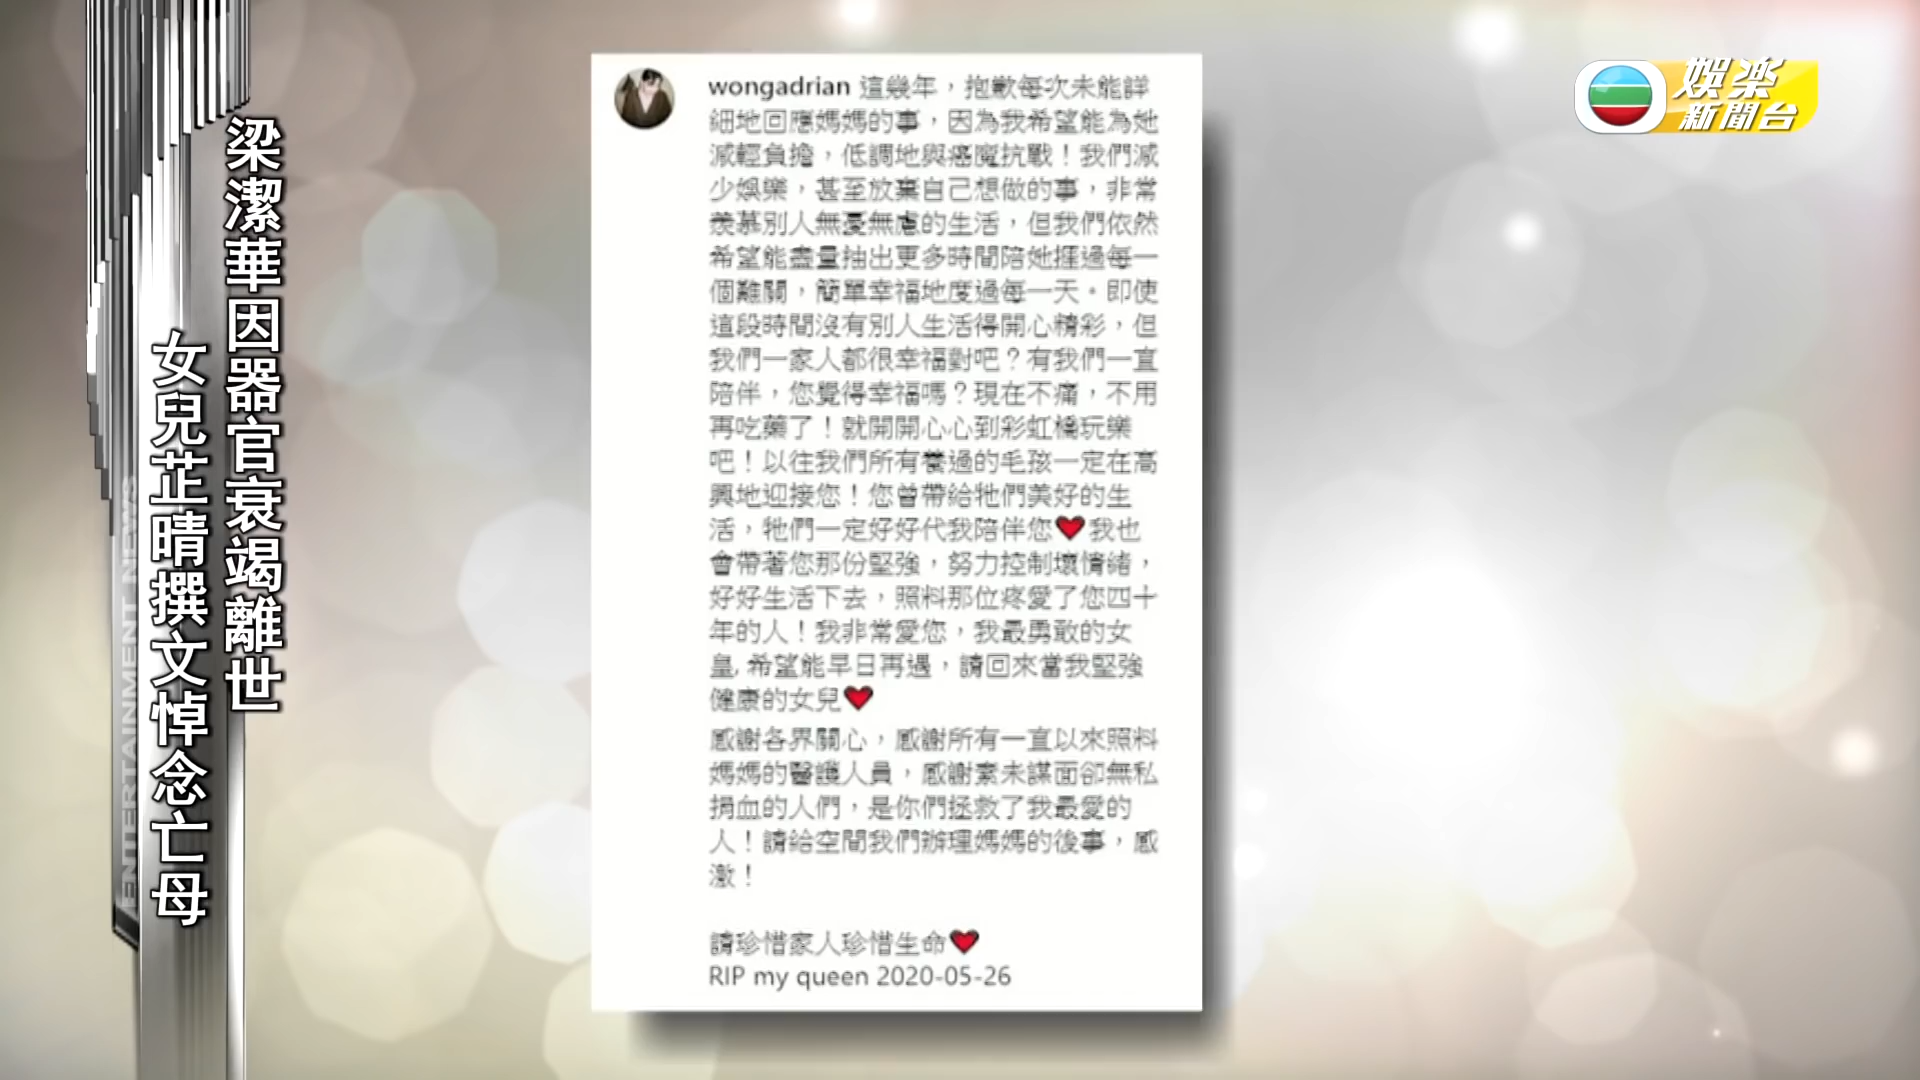 梁潔華因器官衰竭離世
女兒芷晴撰文悼念亡母
ENTERTAINMENT NEWS
娛樂
新聞台
wongadrian 這幾年，抱歉每次未能詳
細地回應媽媽的事，因為我希望能為她
減輕負擔，低調地與癌魔抗戰！我們減
少娛樂，甚至放棄自己想做的事，非常
羨慕別人無憂無慮的生活，但我們依然
希望能盡量抽出更多時間陪她捱過每一
個難關，簡單幸福地度過每一天。即使
這段時間沒有別人生活得開心精彩，但
我們一家人都很幸福對吧？有我們一直
陪伴，您覺得幸福嗎？現在不痛，不用
再吃藥了！就開開心心到彩虹橋玩樂
吧！以往我們所有養過的毛孩一定在高
興地迎接您！您曾帶給牠們美好的生
活，牠們一定好好代我陪伴您❤️我也
會帶著您那份堅強，努力控制壞情緒，
好好生活下去，照料那位疼愛了您四十
年的人！我非常愛您，我最勇敢的女
皇, 希望能早日再遇，請回來當我堅強
健康的女兒❤️
感謝各界關心，感謝所有一直以來照料
媽媽的醫護人員，感謝素未謀面卻無私
捐血的人們，是你們拯救了我最愛的
人！請給空間我們辦理媽媽的後事，感
激！
請珍惜家人珍惜生命❤️
RIP my queen 2020-05-26